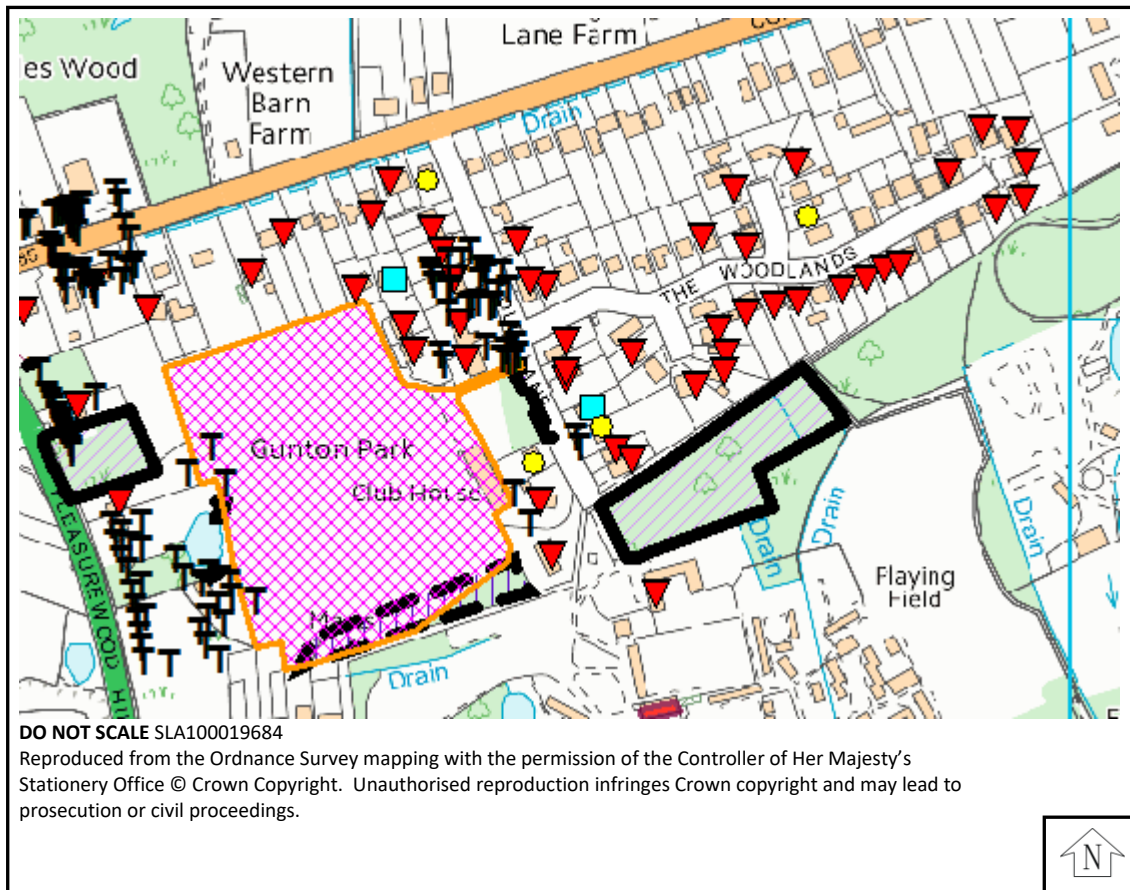 Lane Farm
es Wood
Western
Barn
Farm
Drain
WOODLANDS
THE
Gunton Park
Club House
PLEASUREWOOD HI
Drain
Drain
Drain
Playing
Field
Drain
DO NOT SCALE SLA100019684
Reproduced from the Ordnance Survey mapping with the permission of the Controller of Her Majesty's
Stationery Office © Crown Copyright. Unauthorised reproduction infringes Crown copyright and may lead to
prosecution or civil proceedings.
N